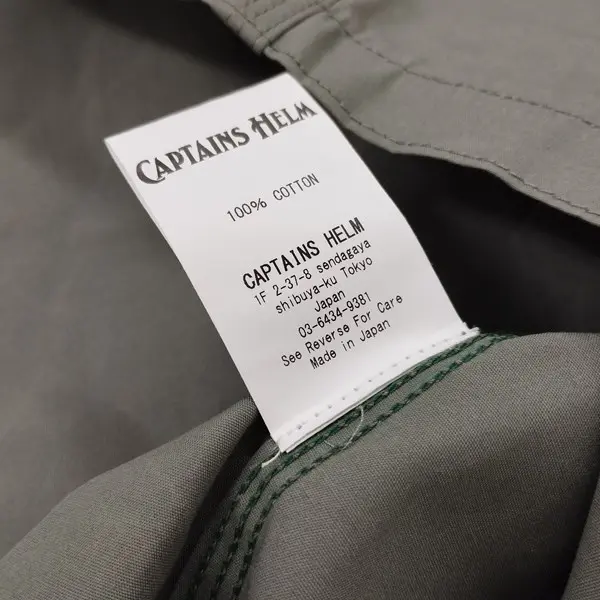 CAPTAINS HELM
100% COTTON
CAPTAINS HELM
1F 2-37-8 sendagaya
shibuya-ku Tokyo
Japan
03-6434-9381
See Reverse For Care
Made in Japan